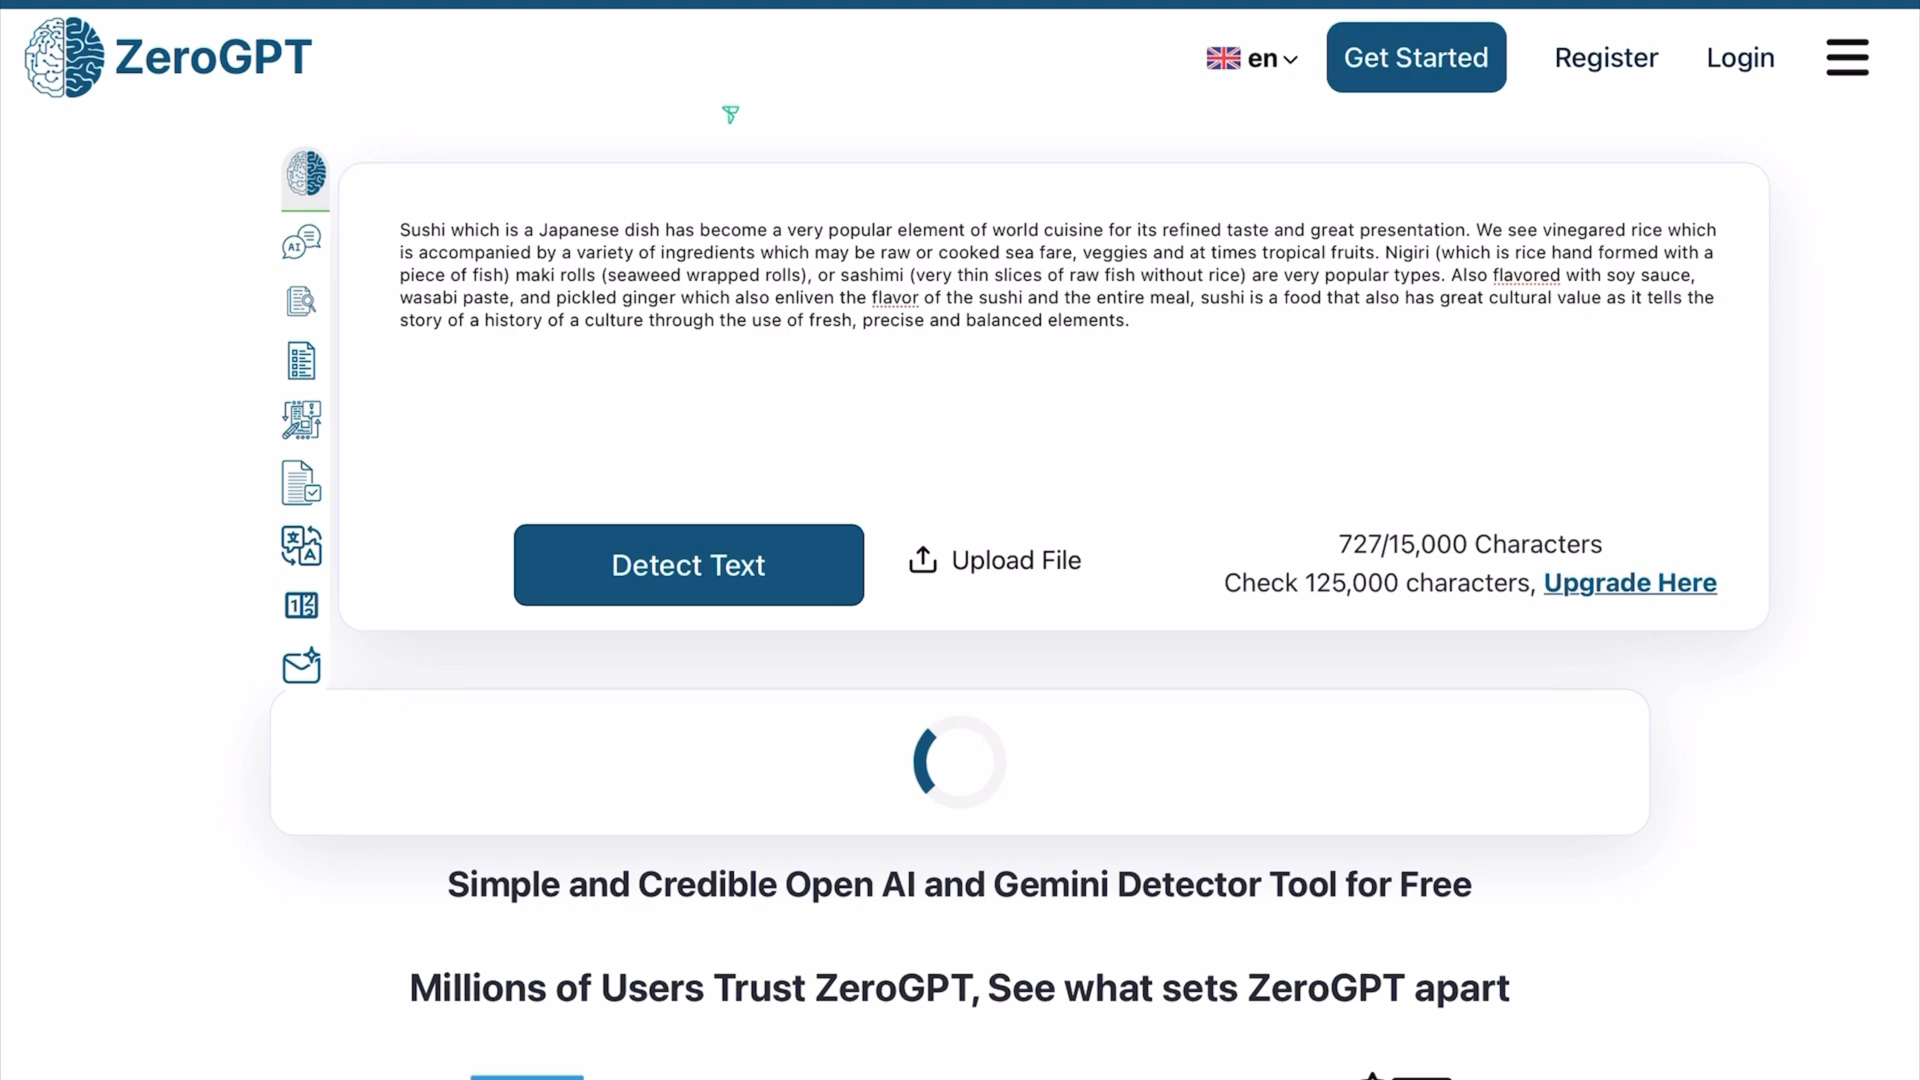 ZeroGPT
en
Get Started
Register
Login
Sushi which is a Japanese dish has become a very popular element of world cuisine for its refined taste and great presentation. We see vinegared rice which
is accompanied by a variety of ingredients which may be raw or cooked sea fare, veggies and at times tropical fruits. Nigiri (which is rice hand formed with a
piece of fish) maki rolls (seaweed wrapped rolls), or sashimi (very thin slices of raw fish without rice) are very popular types. Also flavored with soy sauce,
wasabi paste, and pickled ginger which also enliven the flavor of the sushi and the entire meal, sushi is a food that also has great cultural value as it tells the
story of a history of a culture through the use of fresh, precise and balanced elements.
Detect Text
Upload File
727/15,000 Characters
Check 125,000 characters, Upgrade Here
Simple and Credible Open AI and Gemini Detector Tool for Free
Millions of Users Trust ZeroGPT, See what sets ZeroGPT apart